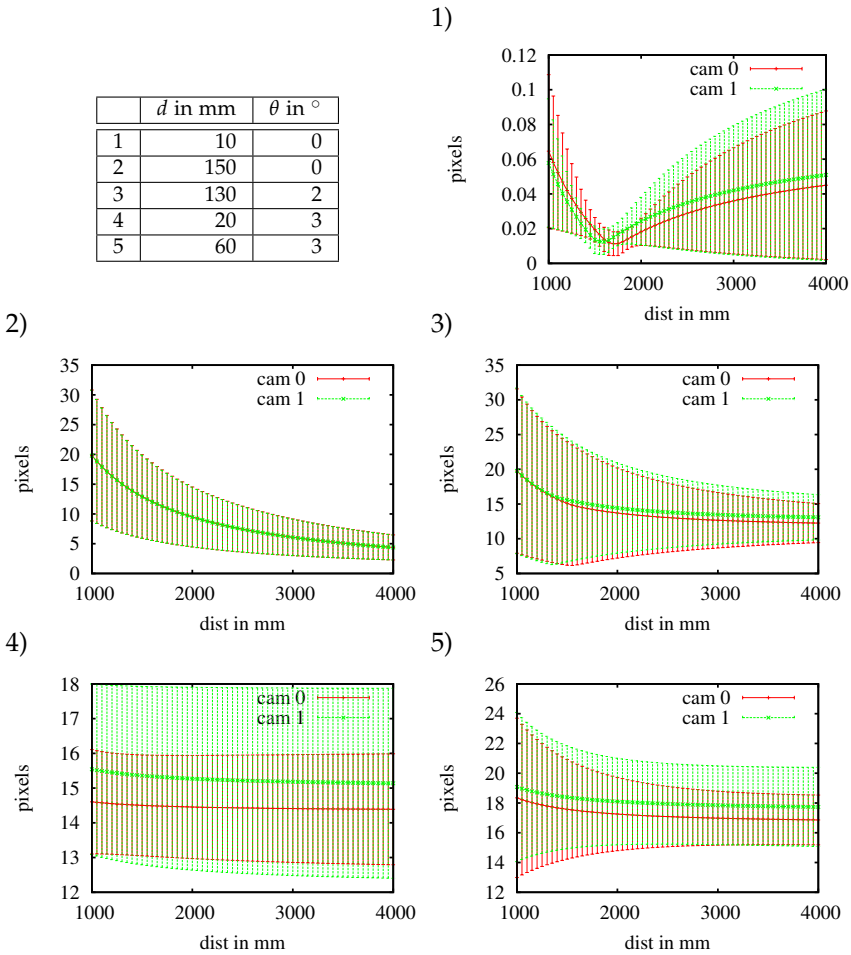 1)
d in mm θ in °
1 10 0
2 150 0
3 130 2
4 20 3
5 60 3
0.12
0.1
0.08
0.06
0.04
0.02
0
pixels
cam 0
cam 1
1000 2000 3000 4000
dist in mm
2)
35
30
25
20
15
10
5
0
pixels
cam 0
cam 1
1000 2000 3000 4000
dist in mm
3)
35
30
25
20
15
10
5
pixels
cam 0
cam 1
1000 2000 3000 4000
dist in mm
4)
18
17
16
15
14
13
12
pixels
cam 0
cam 1
1000 2000 3000 4000
dist in mm
5)
26
24
22
20
18
16
14
12
pixels
cam 0
cam 1
1000 2000 3000 4000
dist in mm